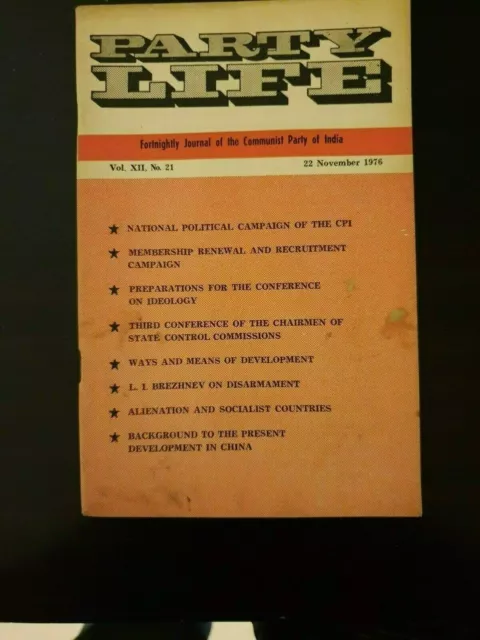 PARTY
LIFE
Fortnightly Journal of the Communist Party of India
Vol. XII, No. 21 22 November 1976
★ NATIONAL POLITICAL CAMPAIGN OF THE CPI
★ MEMBERSHIP RENEWAL AND RECRUITMENT
CAMPAIGN
★ PREPARATIONS FOR THE CONFERENCE
ON IDEOLOGY
★ THIRD CONFERENCE OF THE CHAIRMEN OF
STATE CONTROL COMMISSIONS
★ WAYS AND MEANS OF DEVELOPMENT
★ L. I. BREZHNEV ON DISARMAMENT
★ ALIENATION AND SOCIALIST COUNTRIES
★ BACKGROUND TO THE PRESENT
DEVELOPMENT IN CHINA